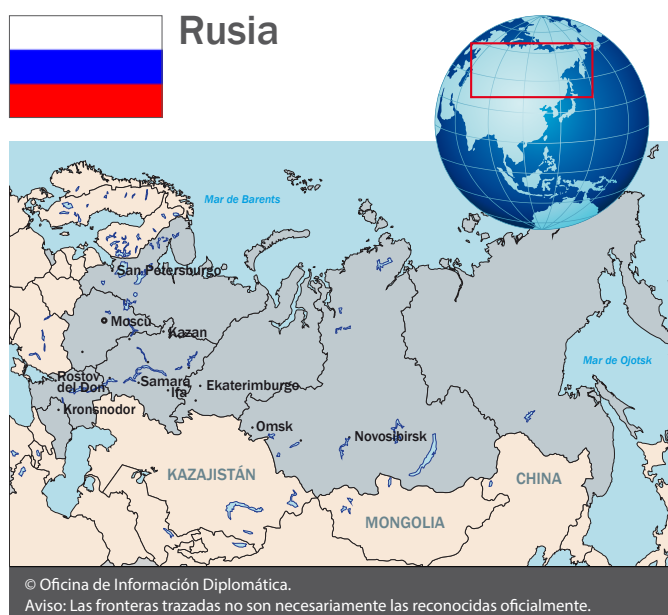 Rusia
Mar de Barents
San Petersburgo
Moscú
Kazan
Rostov
del Don
Samara
Ifa
Ekaterimburgo
Kronsnodor
Omsk
Novosibirsk
Mar de Ojotsk
KAZAJISTÁN
CHINA
MONGOLIA
© Oficina de Información Diplomática.
Aviso: Las fronteras trazadas no son necesariamente las reconocidas oficialmente.